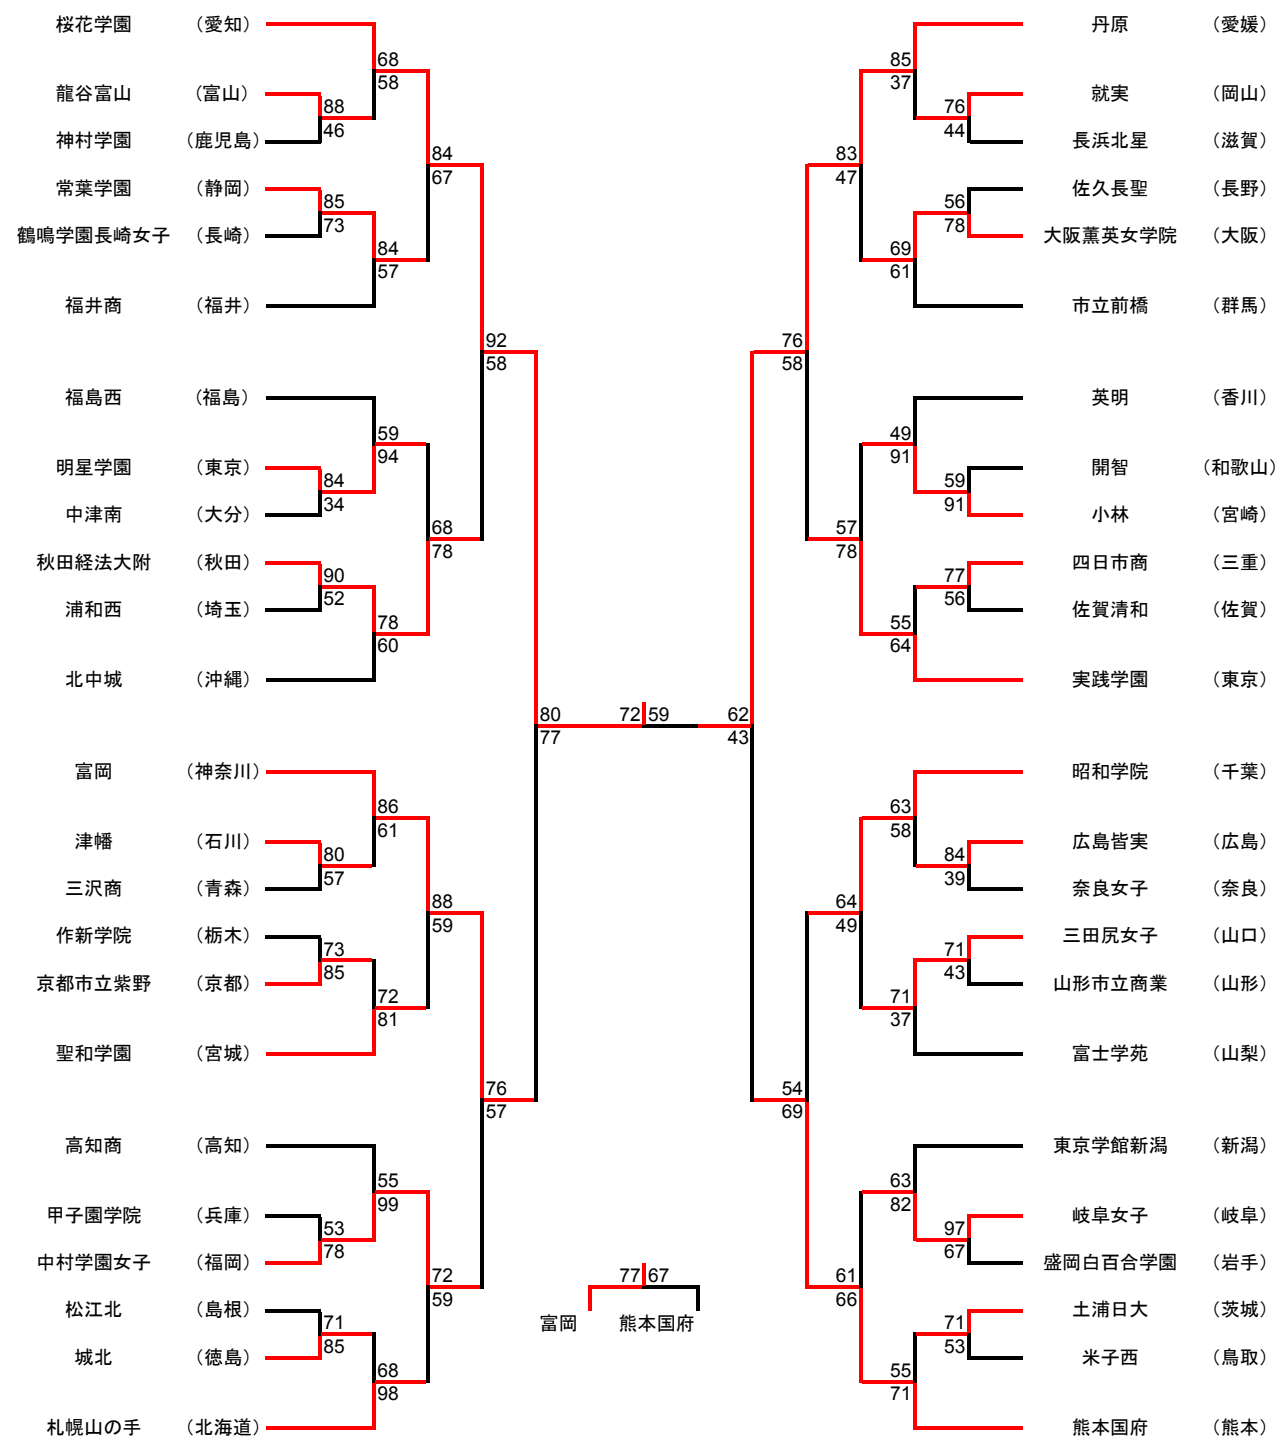 桜花学園 （愛知）
68
58
龍谷富山 （富山）
88
46
神村学園 （鹿児島）
84
67
常葉学園 （静岡）
85
73
鶴鳴学園長崎女子 （長崎）
84
57
福井商 （福井）
92
58
福島西 （福島）
59
94
明星学園 （東京）
84
34
中津南 （大分）
68
78
秋田経法大附 （秋田）
90
52
浦和西 （埼玉）
78
60
北中城 （沖縄）
80
77
富岡 （神奈川）
86
61
津幡 （石川）
80
57
三沢商 （青森）
88
59
作新学院 （栃木）
73
85
京都市立紫野 （京都）
72
81
聖和学園 （宮城）
76
57
高知商 （高知）
55
99
甲子園学院 （兵庫）
53
78
中村学園女子 （福岡）
72
59
松江北 （島根）
71
85
城北 （徳島）
68
98
札幌山の手 （北海道）
72 59
77 67
富岡 熊本国府
丹原 （愛媛）
85
37
就実 （岡山）
76
44
長浜北星 （滋賀）
83
47
佐久長聖 （長野）
56
78
大阪薫英女学院 （大阪）
69
61
市立前橋 （群馬）
76
58
英明 （香川）
49
91
開智 （和歌山）
59
91
小林 （宮崎）
57
78
四日市商 （三重）
77
56
佐賀清和 （佐賀）
55
64
実践学園 （東京）
62
43
昭和学院 （千葉）
63
58
広島皆実 （広島）
84
39
奈良女子 （奈良）
64
49
三田尻女子 （山口）
71
43
山形市立商業 （山形）
71
37
富士学苑 （山梨）
54
69
東京学館新潟 （新潟）
63
82
岐阜女子 （岐阜）
97
67
盛岡白百合学園 （岩手）
61
66
土浦日大 （茨城）
71
53
米子西 （鳥取）
55
71
熊本国府 （熊本）